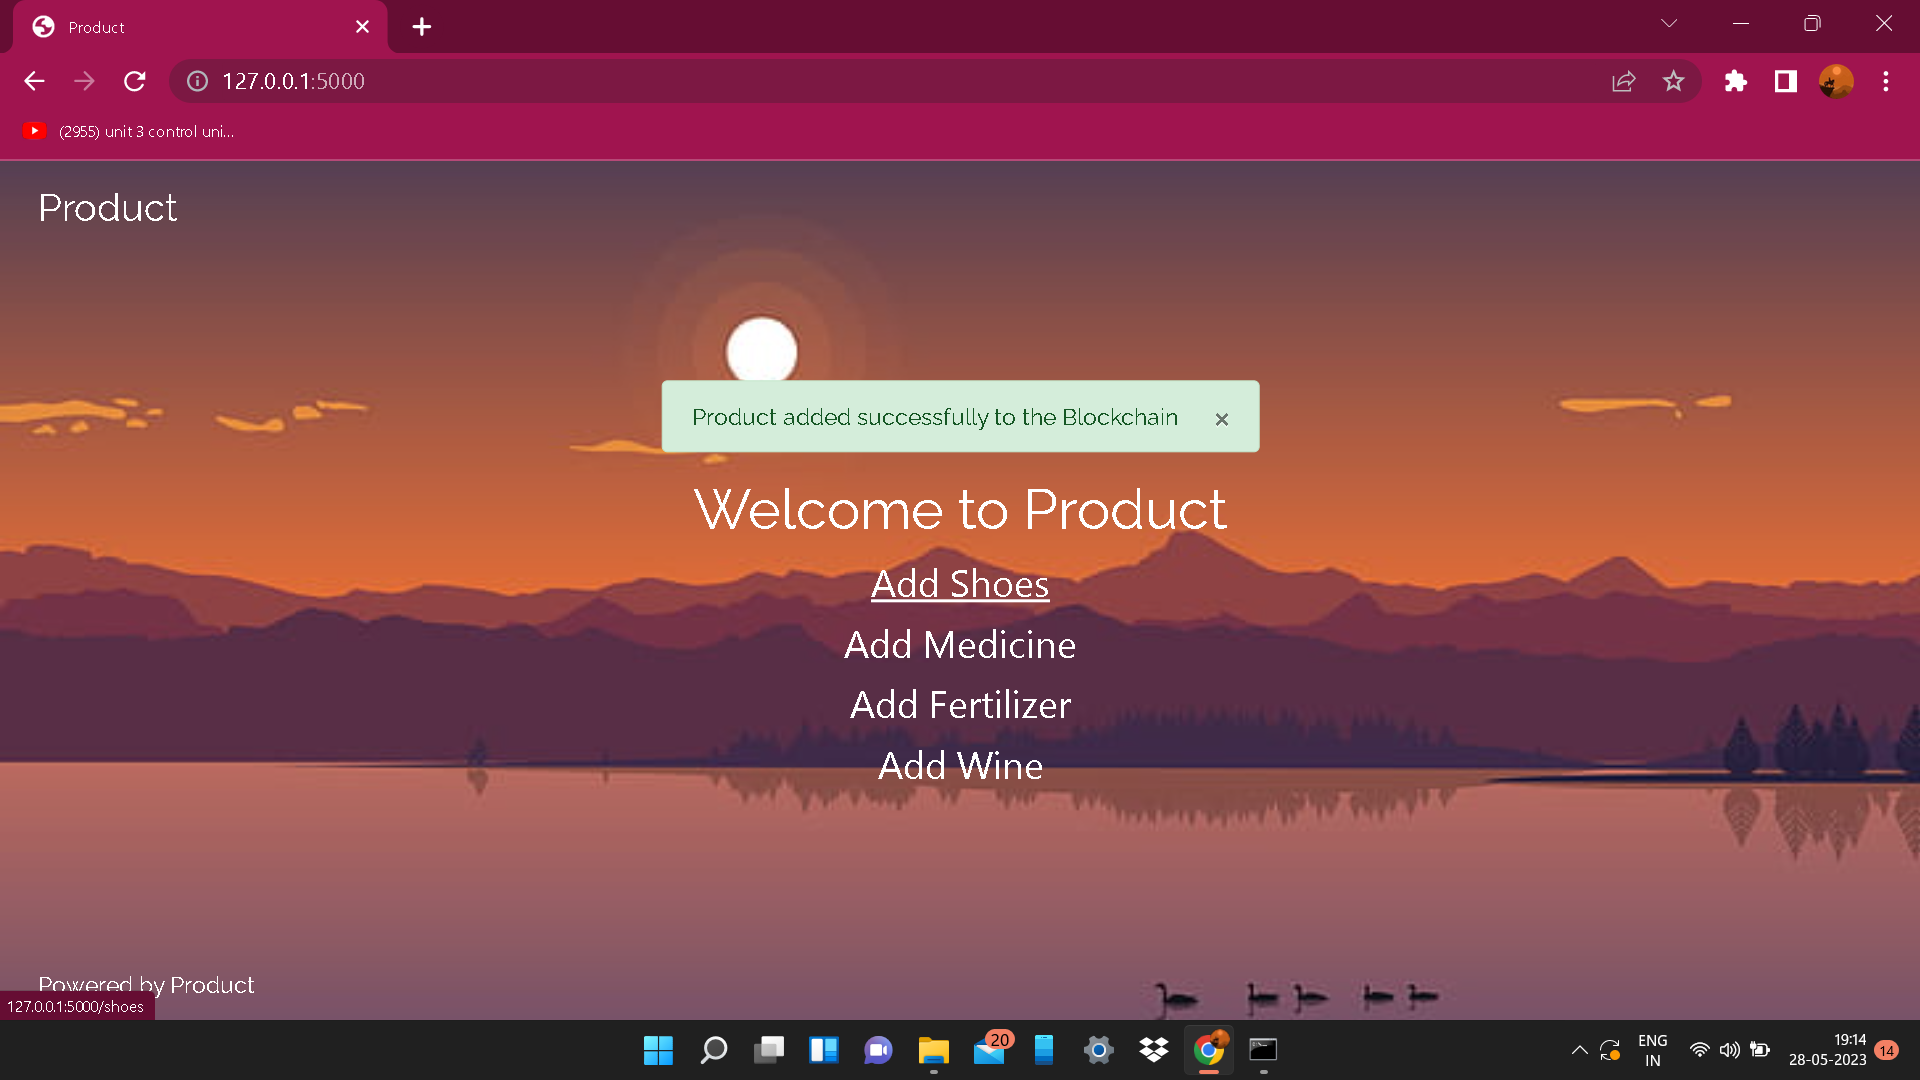 Product
127.0.0.1:5000
(2955) unit 3 control uni...
Product
Product added successfully to the Blockchain ×
Welcome to Product
Add Shoes
Add Medicine
Add Fertilizer
Add Wine
Powered by Product
127.0.0.1:5000/shoes
20
ENG
IN
19:14
28-05-2023
14